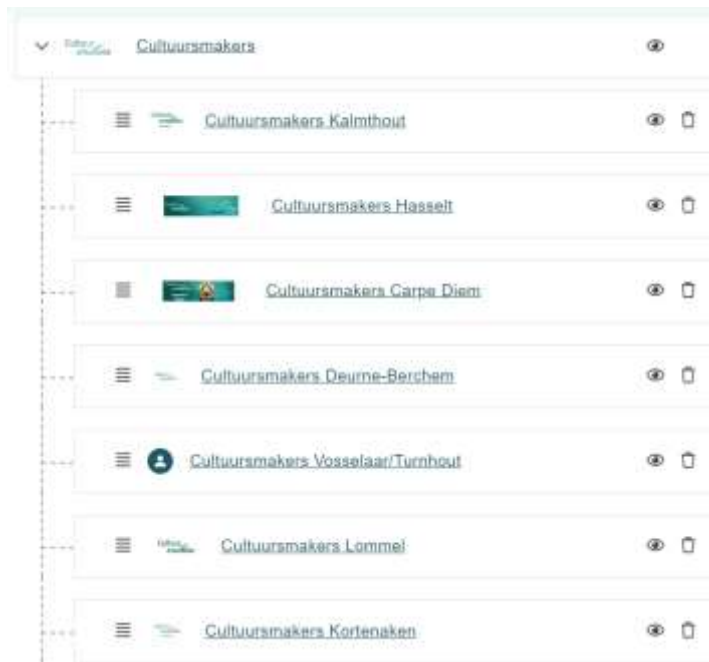 Cultuursmakers
Cultuursmakers Kalmthout
Cultuursmakers Hasselt
Cultuursmakers Carpe Diem
Cultuursmakers Deurne-Berchem
Cultuursmakers Vosselaar/Turnhout
Cultuursmakers Lommel
Cultuursmakers Kortenaken